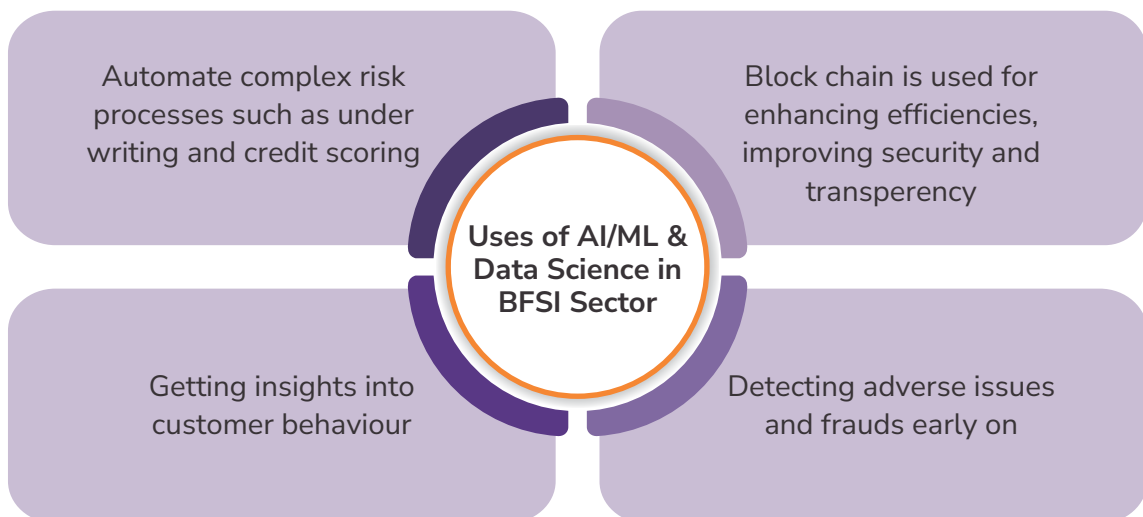 Automate complex risk
processes such as under
writing and credit scoring
Block chain is used for
enhancing efficiencies,
improving security and
transperency
Uses of AI/ML &
Data Science in
BFSI Sector
Getting insights into
customer behaviour
Detecting adverse issues
and frauds early on